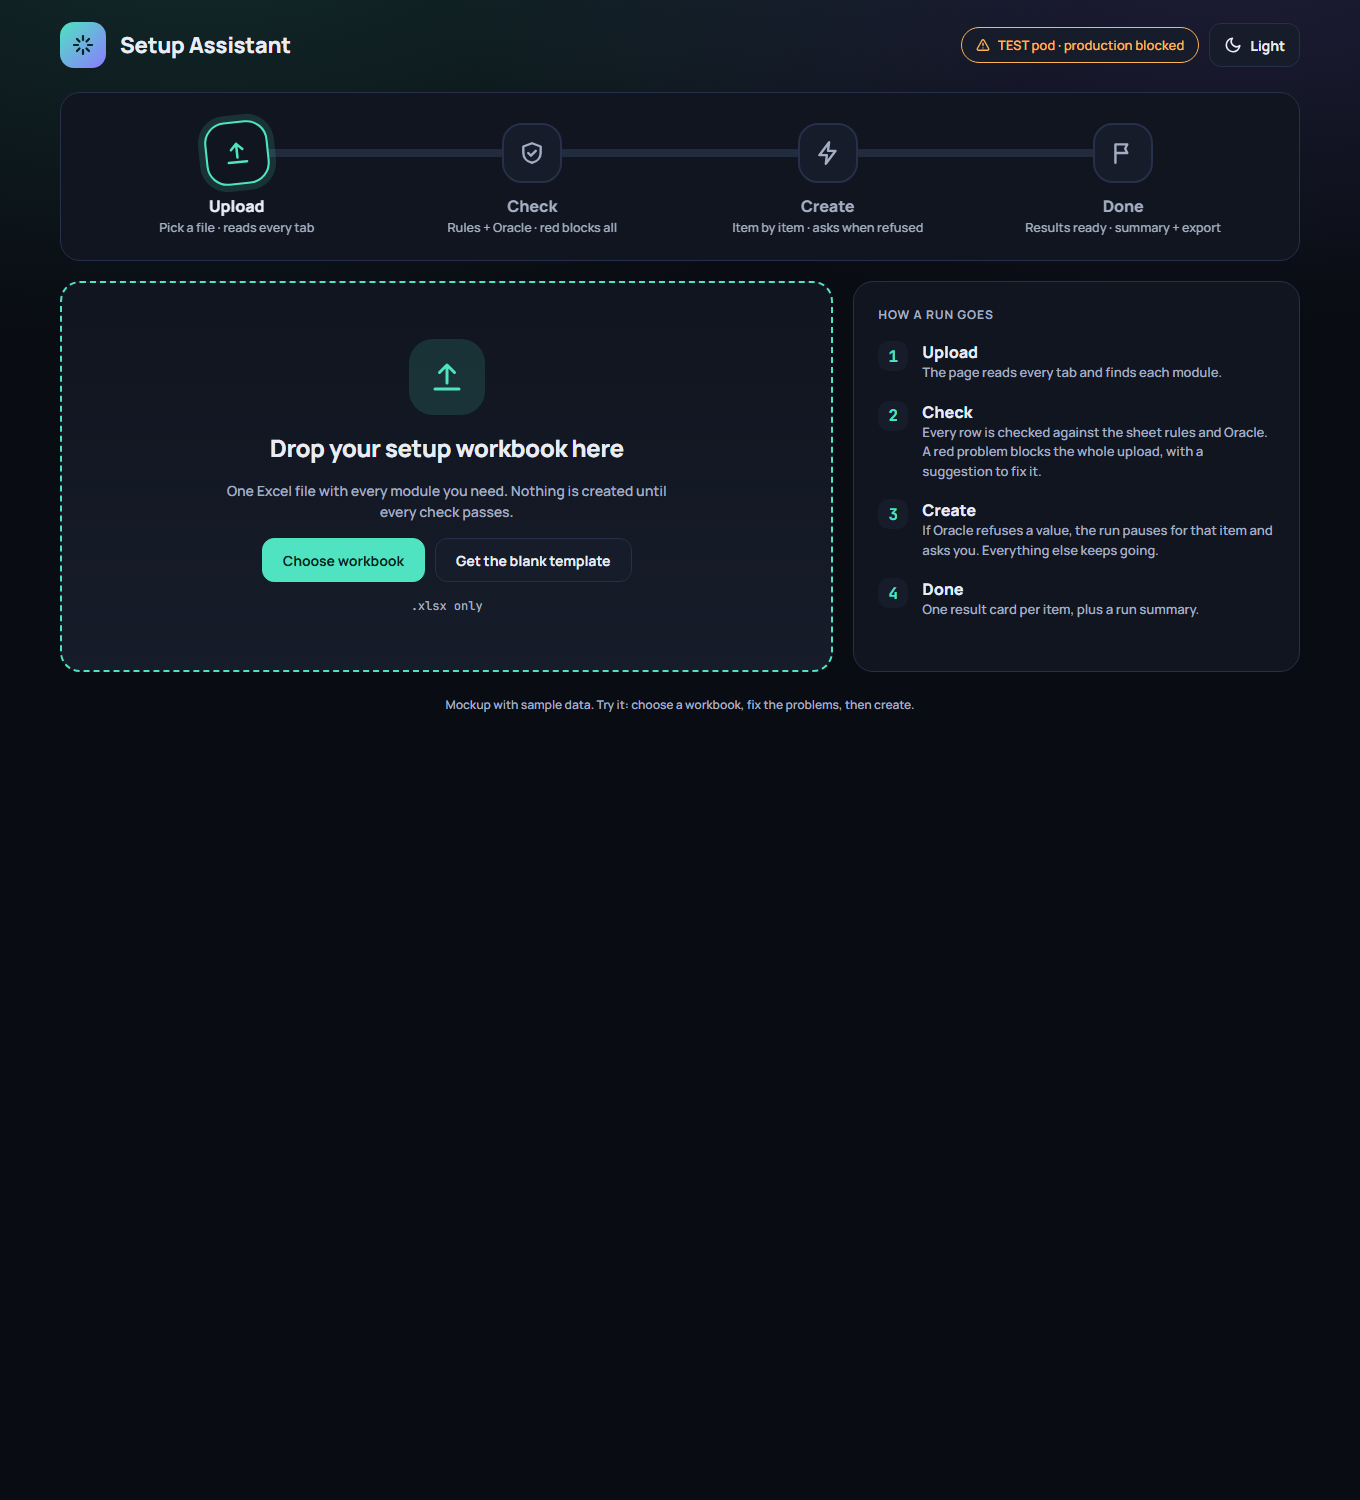 Setup Assistant
TEST pod · production blocked
Light
Upload
Pick a file · reads every tab
Check
Rules + Oracle · red blocks all
Create
Item by item · asks when refused
Done
Results ready · summary + export
Drop your setup workbook here
One Excel file with every module you need. Nothing is created until
every check passes.
Choose workbook
Get the blank template
.xlsx only
HOW A RUN GOES
1
Upload
The page reads every tab and finds each module.
2
Check
Every row is checked against the sheet rules and Oracle.
A red problem blocks the whole upload, with a
suggestion to fix it.
3
Create
If Oracle refuses a value, the run pauses for that item and
asks you. Everything else keeps going.
4
Done
One result card per item, plus a run summary.
Mockup with sample data. Try it: choose a workbook, fix the problems, then create.